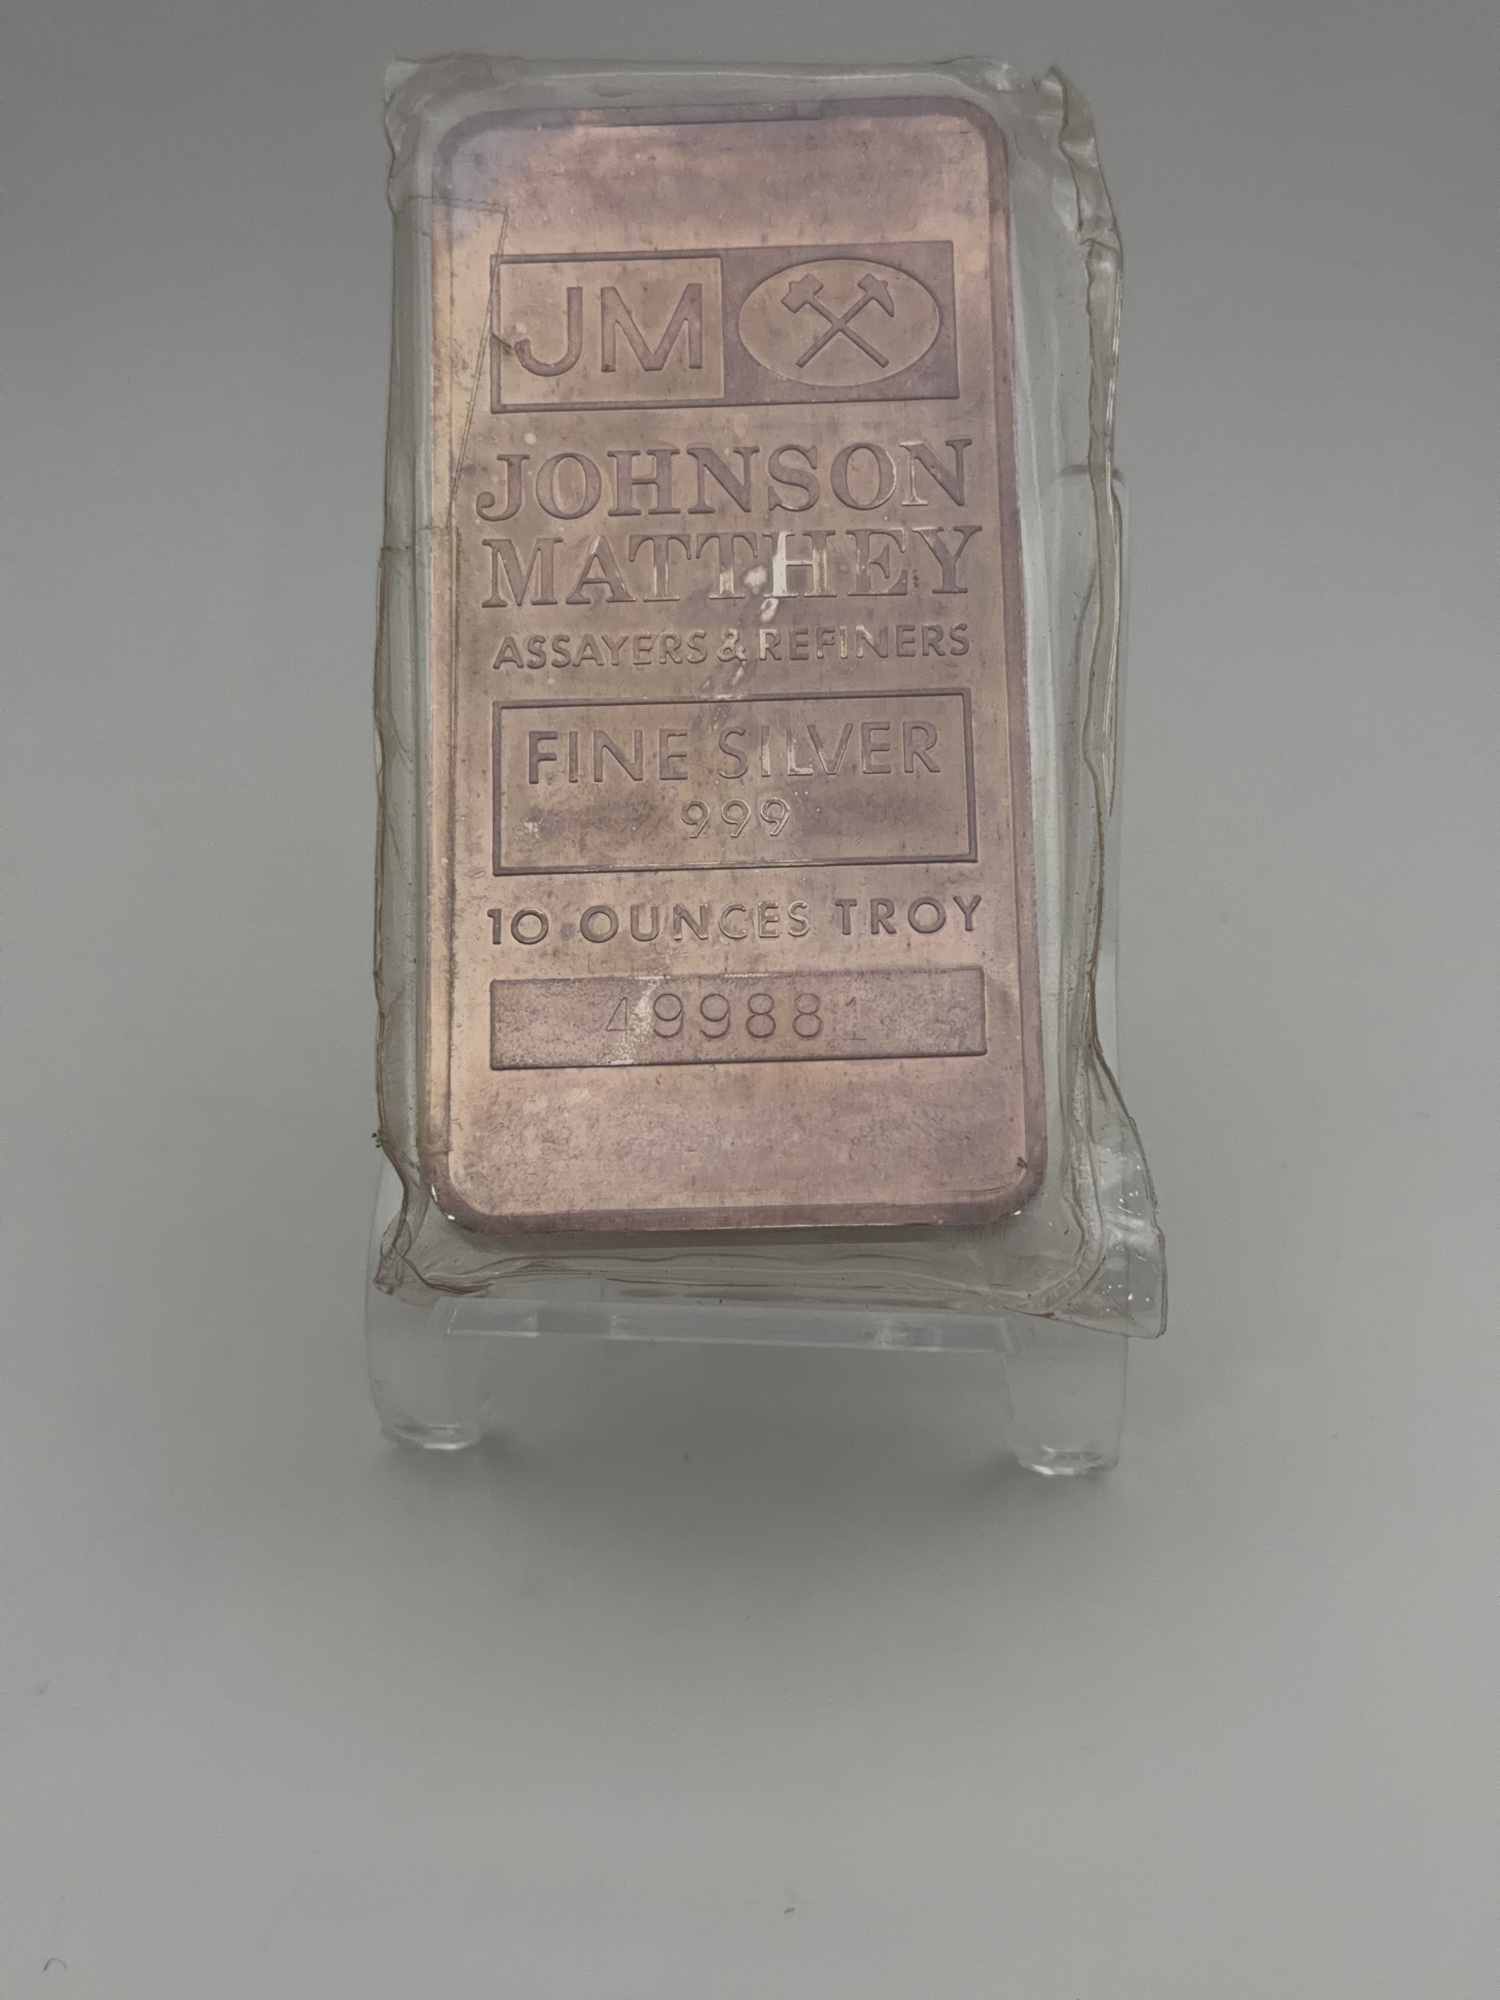 JM
JOHNSON
MATTHEY
ASSAYERS & REFINERS
FINE SILVER
999
10 OUNCES TROY
499881